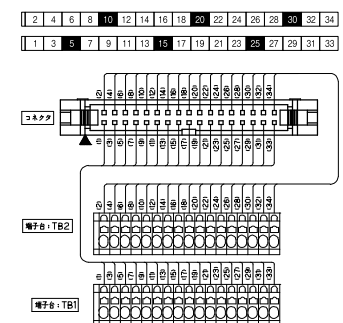 2 4 6 8 10 12 14 16 18 20 22 24 26 28 30 32 34
1 3 5 7 9 11 13 15 17 19 21 23 25 27 29 31 33
(2) (4) (6) (8) (10) (12) (14) (16) (18) (20) (22) (24) (26) (28) (30) (32) (34)
コネクタ
(1) (3) (5) (7) (9) (11) (13) (15) (17) (19) (21) (23) (25) (27) (29) (31) (33)
(2) (4) (6) (8) (10) (12) (14) (16) (18) (20) (22) (24) (26) (28) (30) (32) (34)
端子台:TB2
(1) (3) (5) (7) (9) (11) (13) (15) (17) (19) (21) (23) (25) (27) (29) (31) (33)
端子台:TB1